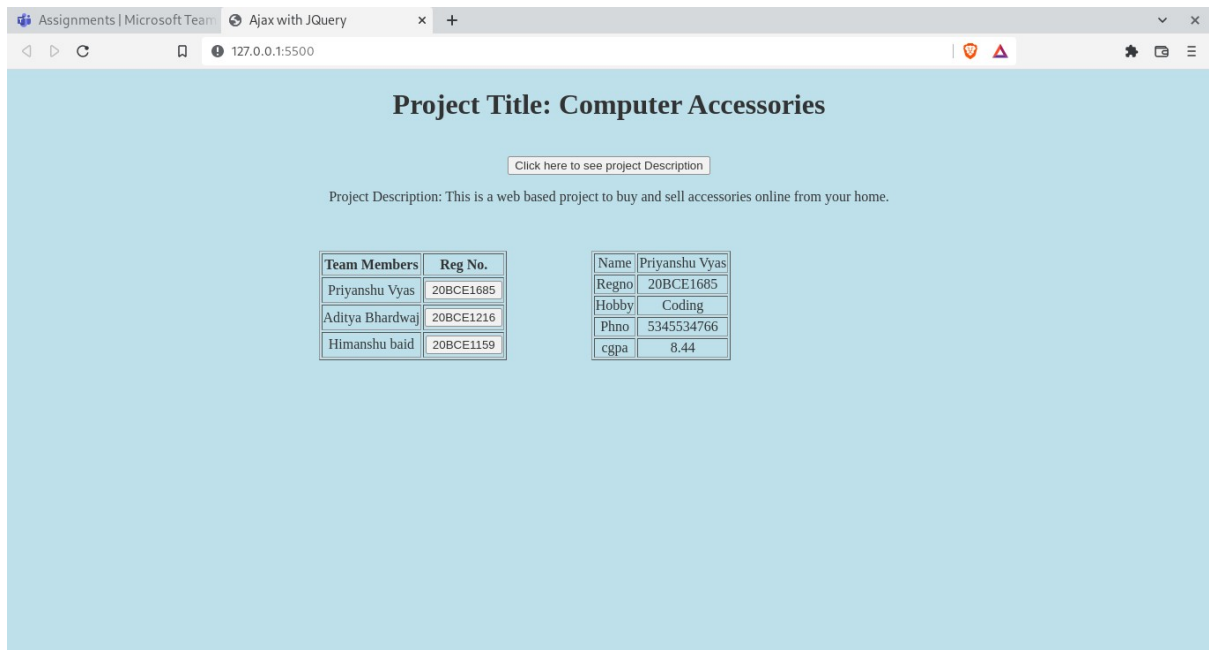 Assignments | Microsoft Team
Ajax with JQuery
127.0.0.1:5500
Project Title: Computer Accessories
Click here to see project Description
Project Description: This is a web based project to buy and sell accessories online from your home.
Team Members Reg No.
Priyanshu Vyas 20BCE1685
Aditya Bhardwaj 20BCE1216
Himanshu baid 20BCE1159
Name Priyanshu Vyas
Regno 20BCE1685
Hobby Coding
Phno 5345534766
cgpa 8.44